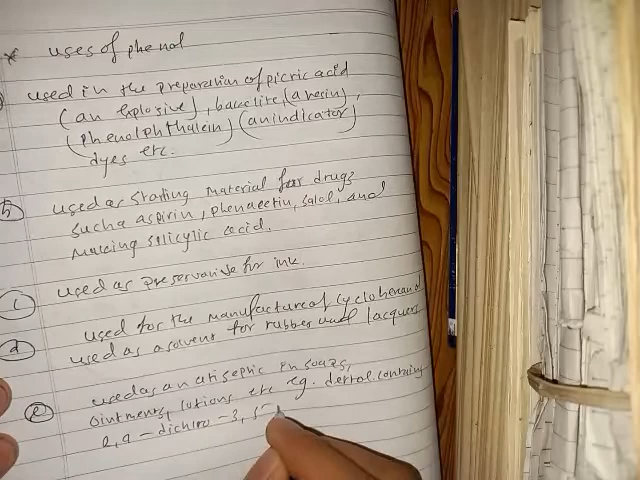 * uses of phenol
used in the preparation of picric acid
(an explosive), bacelite, (a resin),
(phenolphthalein) (an indicator)
dyes etc.
b used as starting material for drugs
such a aspirin, phenacetin, salol, and
making salicylic acid.
c used as preservative for ink.
d used for the manufacture of cyclohexanol
used as a solvent for rubber and lacquers
e used as an atiseptic in soaps,
ointments, lotions etc eg. dettol containing
2,4 - dichloro - 3, 5